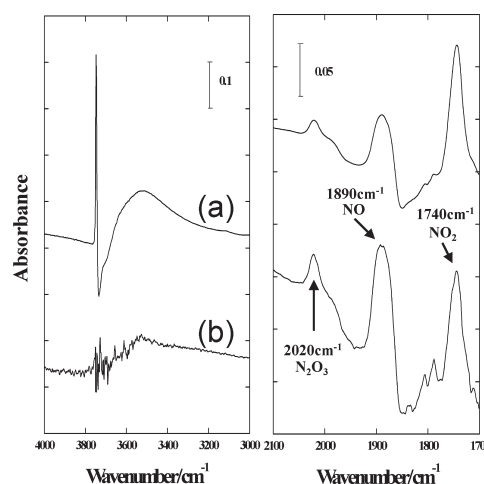 0.1
0.05
(a)
1890cm-1
NO
1740cm-1
NO2
Absorbance
(b)
2020cm-1
N2O3
4000 3800 3600 3400 3200 3000
2100 2000 1900 1800 1700
Wavenumber/cm-1
Wavenumber/cm-1